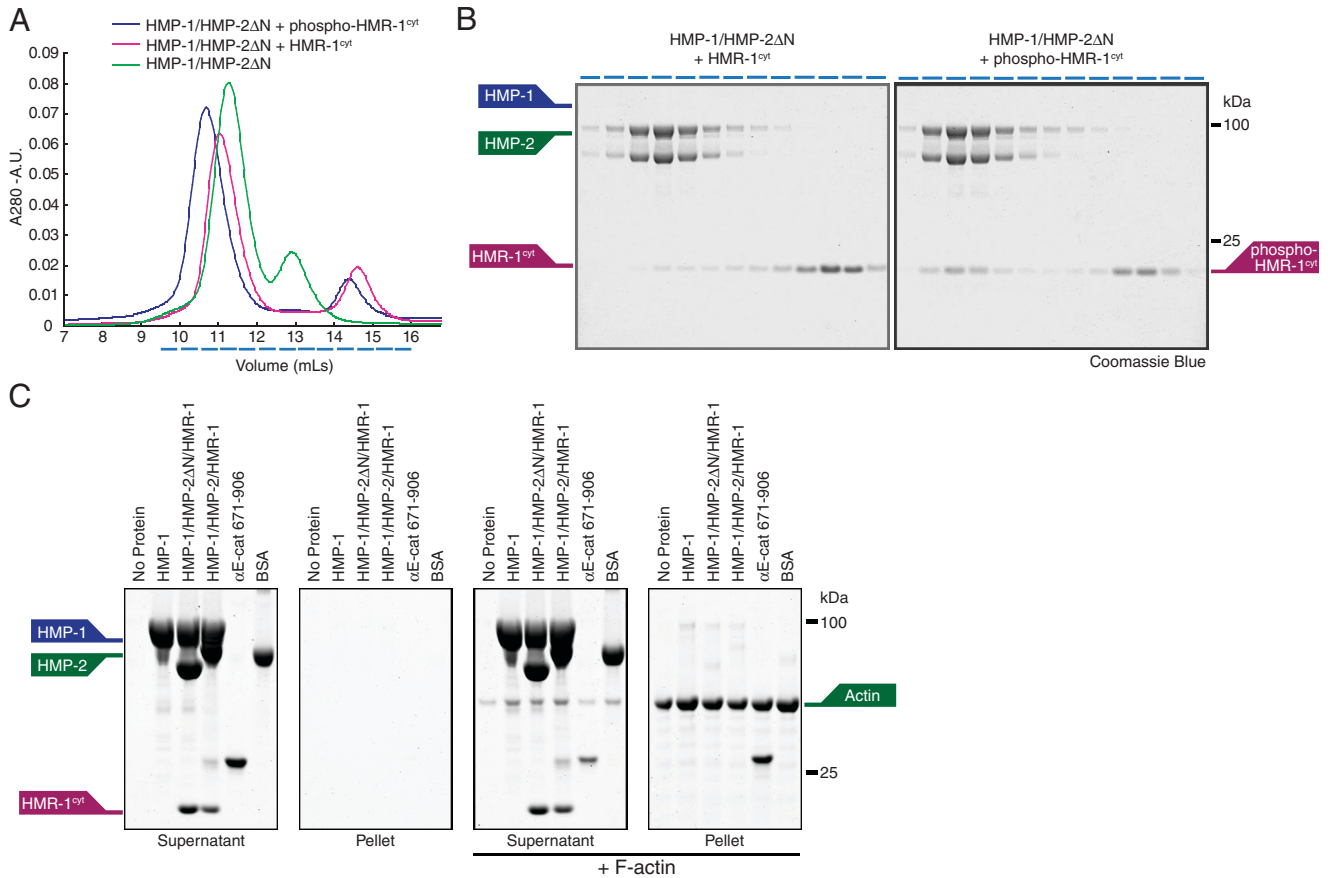 A
HMP-1/HMP-2ΔN + phospho-HMR-1cyt
HMP-1/HMP-2ΔN + HMR-1cyt
HMP-1/HMP-2ΔN
0.09
0.08
0.07
0.06
0.05
0.04
0.03
0.02
0.01
0
A280 -A.U.
7 8 9 10 11 12 13 14 15 16
Volume (mLs)
B
HMP-1/HMP-2ΔN
+ HMR-1cyt
HMP-1/HMP-2ΔN
+ phospho-HMR-1cyt
HMP-1
HMP-2
HMR-1cyt
kDa
100
25
phospho-
HMR-1cyt
Coomassie Blue
C
No Protein
HMP-1
HMP-1/HMP-2ΔN/HMR-1
HMP-1/HMP-2/HMR-1
αE-cat 671-906
BSA
No Protein
HMP-1
HMP-1/HMP-2ΔN/HMR-1
HMP-1/HMP-2/HMR-1
αE-cat 671-906
BSA
No Protein
HMP-1
HMP-1/HMP-2ΔN/HMR-1
HMP-1/HMP-2/HMR-1
αE-cat 671-906
BSA
No Protein
HMP-1
HMP-1/HMP-2ΔN/HMR-1
HMP-1/HMP-2/HMR-1
αE-cat 671-906
BSA
HMP-1
HMP-2
HMR-1cyt
kDa
100
Actin
25
Supernatant
Pellet
Supernatant
Pellet
+ F-actin